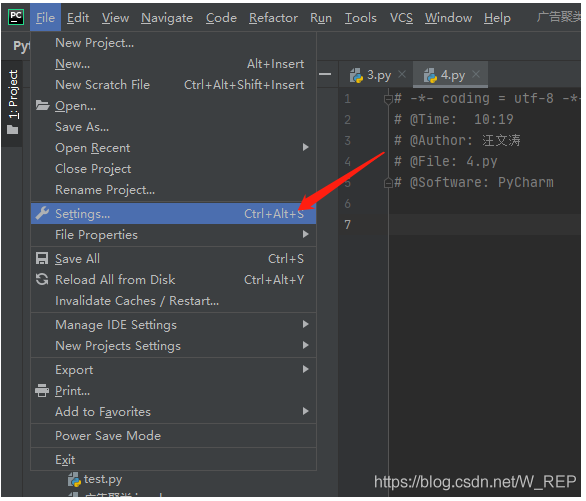 PC File Edit View Navigate Code Refactor Run Tools VCS Window Help 广告聚类
Py
1: Project
New Project...
New... Alt+Insert
New Scratch File Ctrl+Alt+Shift+Insert
Open...
Save As...
Open Recent
Close Project
Rename Project...
Settings... Ctrl+Alt+S
File Properties
Save All Ctrl+S
Reload All from Disk Ctrl+Alt+Y
Invalidate Caches / Restart...
Manage IDE Settings
New Projects Settings
Export
Print...
Add to Favorites
Power Save Mode
Exit
test.py
3.py 4.py
1 # -*- coding = utf-8 -*
2 # @Time: 10:19
3 # @Author: 汪文涛
4 # @File: 4.py
5 # @Software: PyCharm
6
7
https://blog.csdn.net/W_REP